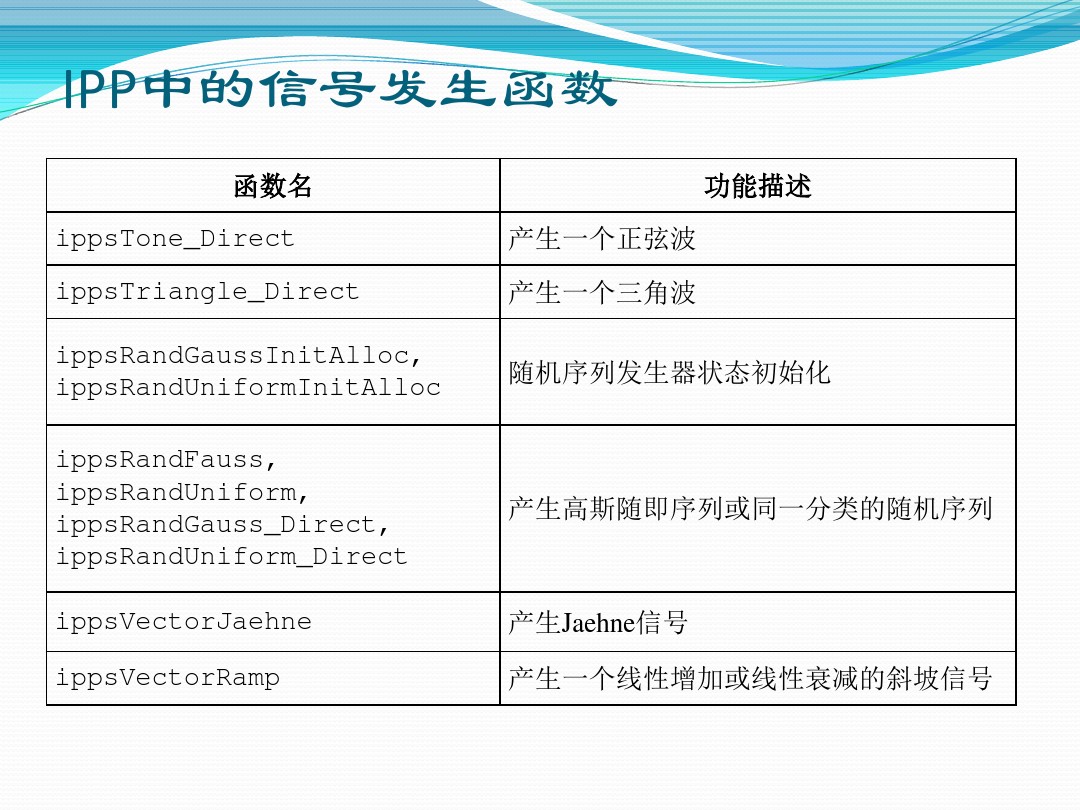 IPP中的信号发生函数
函数名
功能描述
ippsTone_Direct
产生一个正弦波
ippsTriangle_Direct
产生一个三角波
ippsRandGaussInitAlloc,
ippsRandUniformInitAlloc
随机序列发生器状态初始化
ippsRandFauss,
ippsRandUniform,
ippsRandGauss_Direct,
ippsRandUniform_Direct
产生高斯随即序列或同一分类的随机序列
ippsVectorJaehne
产生Jaehne信号
ippsVectorRamp
产生一个线性增加或线性衰减的斜坡信号